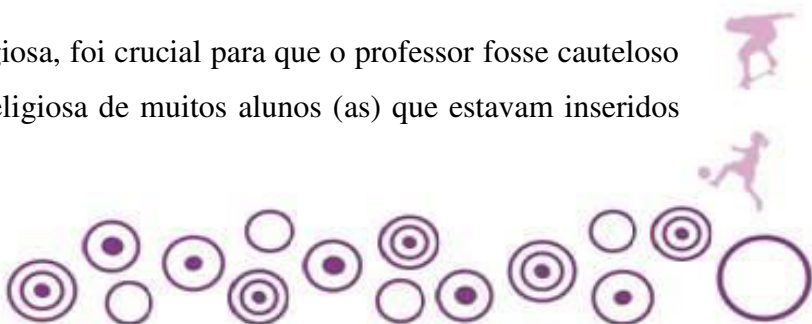 giosa, foi crucial para que o professor fosse cauteloso
eligiosa de muitos alunos (as) que estavam inseridos